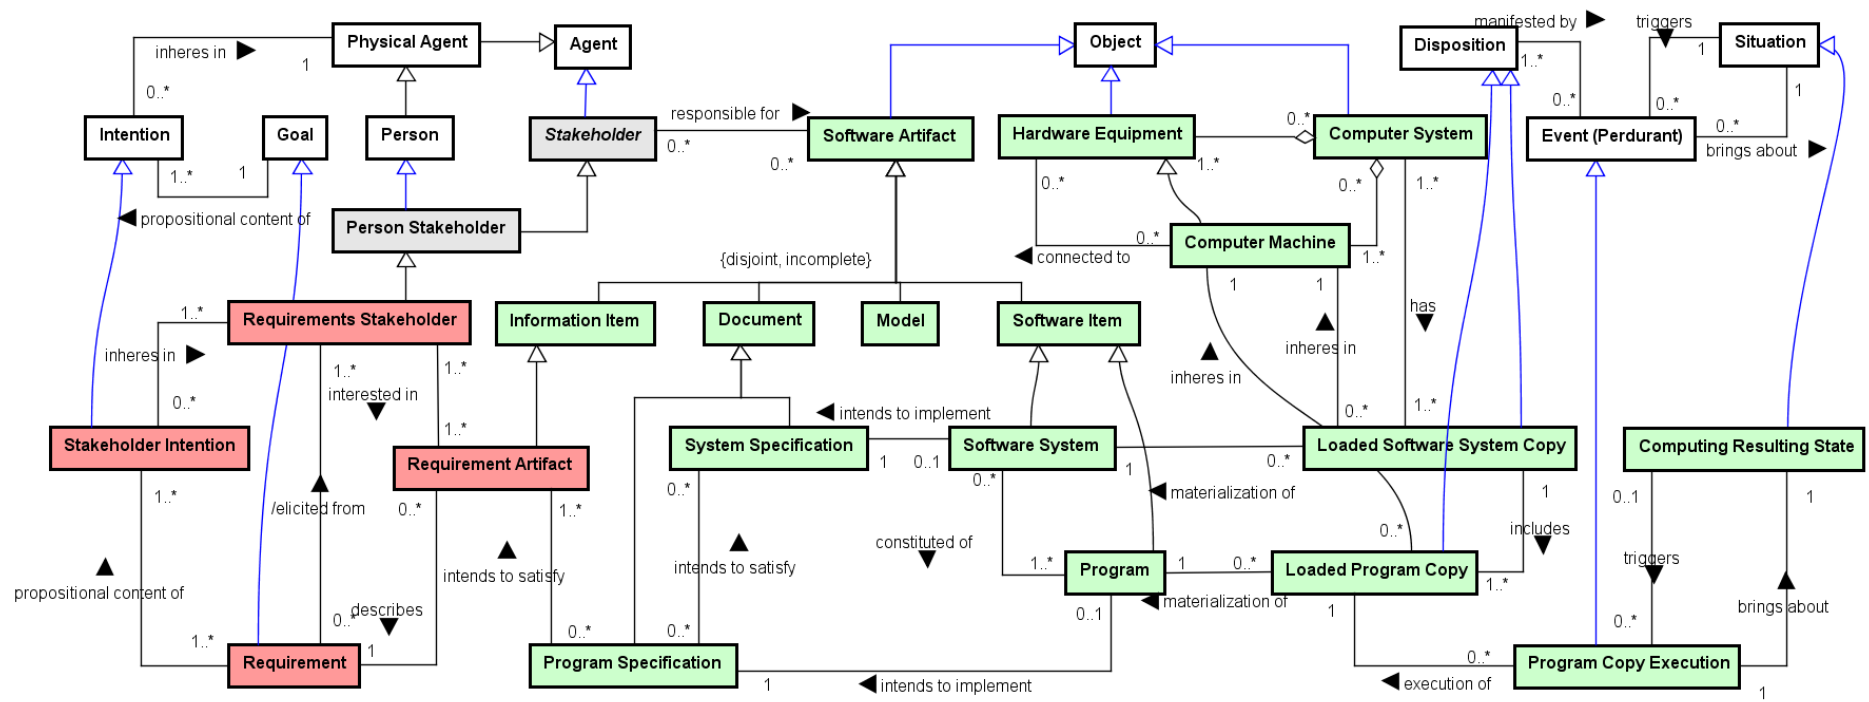 manifested by
triggers
Physical Agent
Agent
Object
Disposition
Situation
inheres in
1
1..*
1
0..*
1
0..*
0..*
responsible for
0..*
0..*
Intention
Goal
Person
Stakeholder
Software Artifact
Hardware Equipment
Computer System
Event (Perdurant)
brings about
0..*
0..*
1..*
1
1..*
0..*
0..*
1..*
propositional content of
Person Stakeholder
Computer Machine
0..*
{disjoint, incomplete}
connected to
1..*
1
1
has
1..*
Requirements Stakeholder
Information Item
Document
Model
Software Item
inheres in
inheres in
inheres in
1..*
1..*
interested in
0..*
1..*
intends to implement
0..*
1..*
Stakeholder Intention
Requirement Artifact
System Specification
Software System
Loaded Software System Copy
Computing Resulting State
1
0..1
1
0..*
1..*
0..*
1..*
0..*
0..*
materialization of
1
0..1
1
/elicited from
0..*
includes
constituted of
triggers
intends to satisfy
intends to satisfy
1..*
1
0..*
Program
Loaded Program Copy
1..*
propositional content of
describes
materialization of
brings about
0..1
1
0..*
0..*
1..*
0..*
0..*
1
Requirement
Program Specification
Program Copy Execution
0..*
1
intends to implement
execution of
1